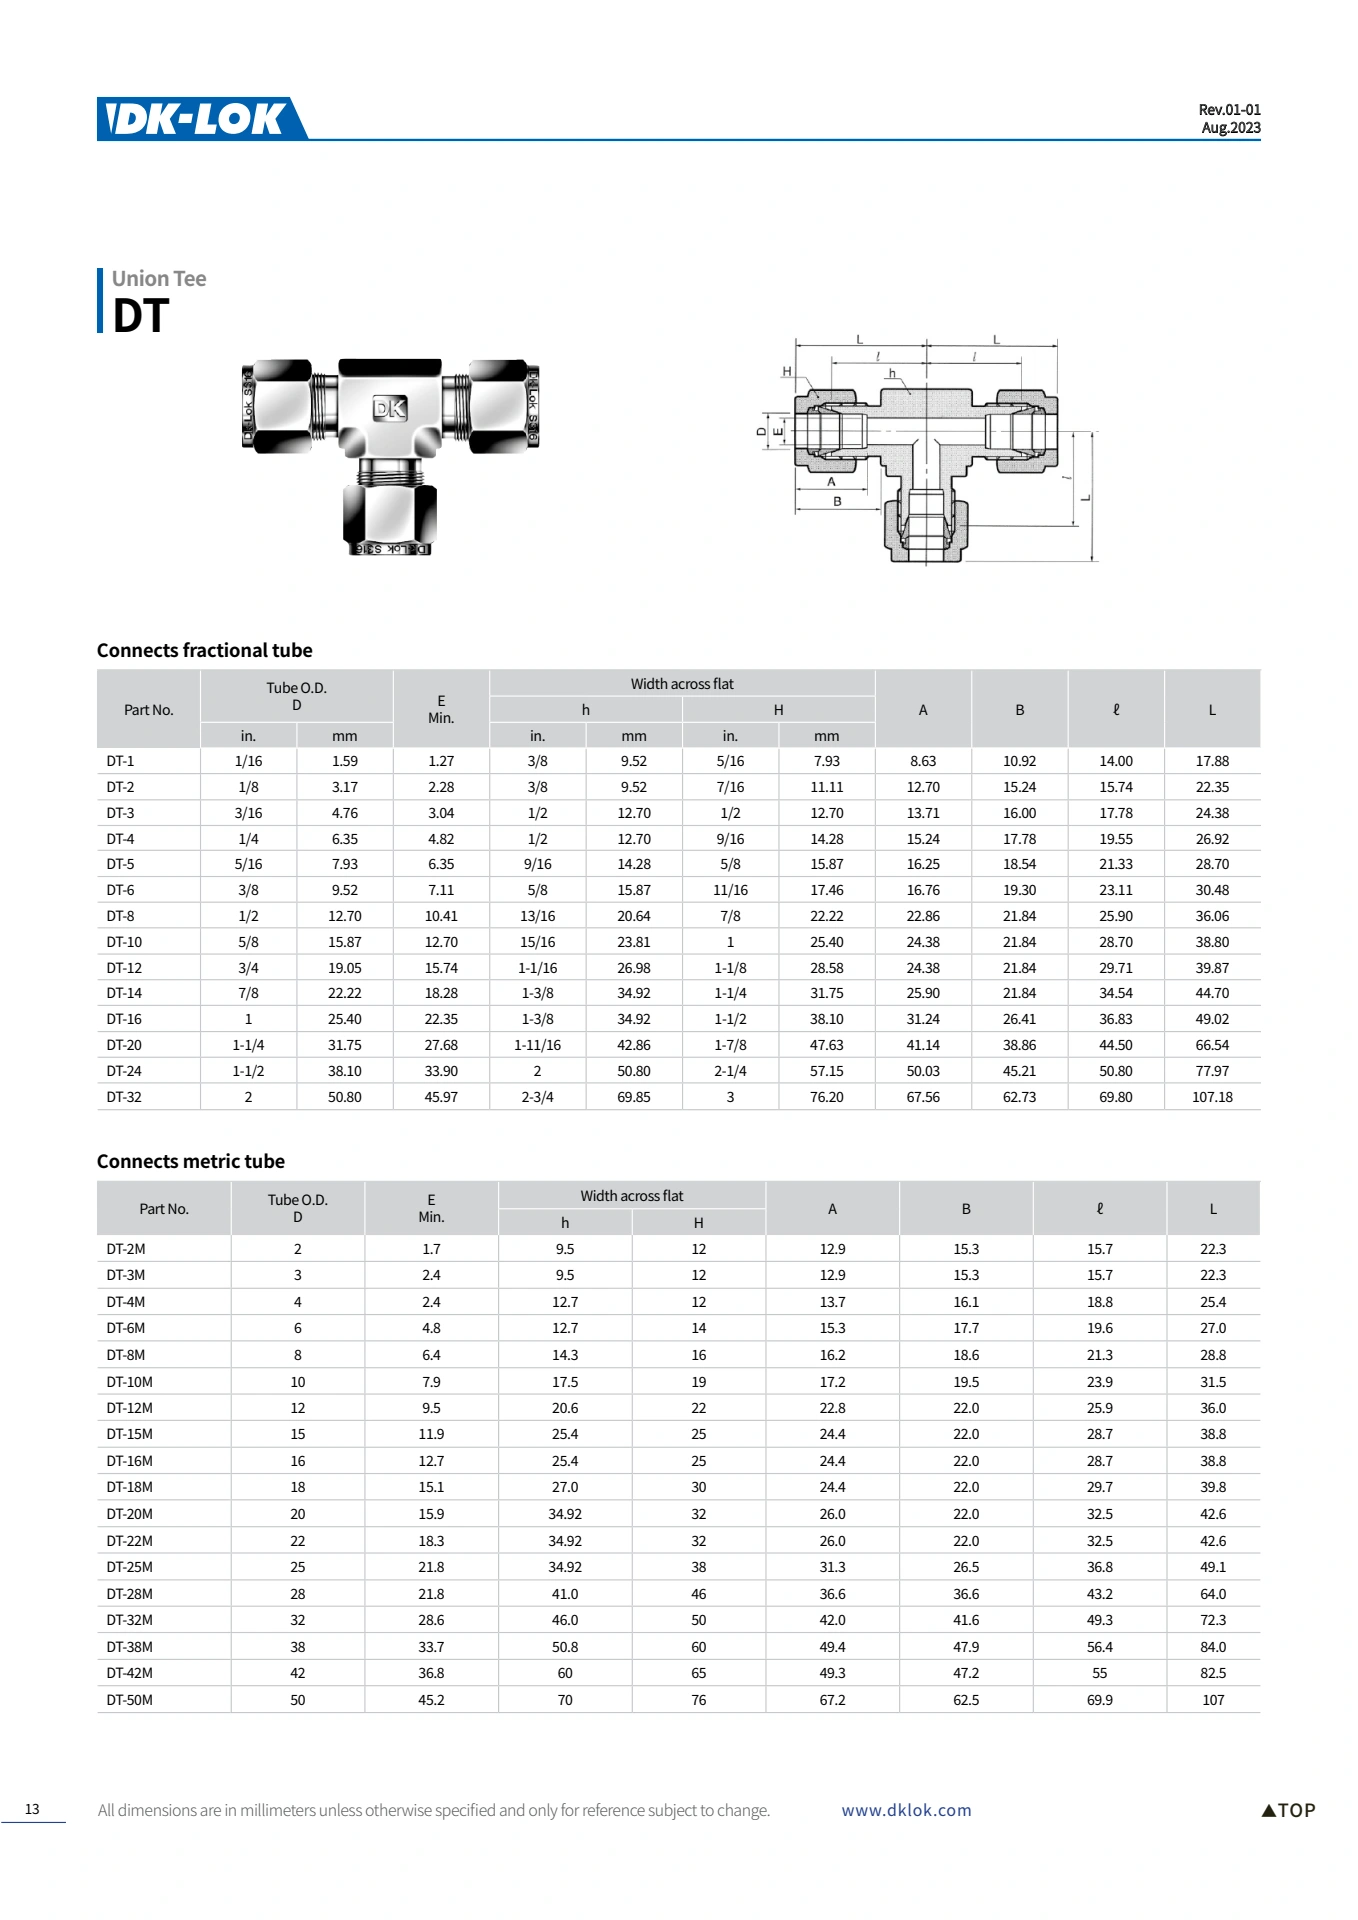 DK-LOK
Rev.01-01
Aug.2023
Union Tee
DT
DK-Lok S316
DK
DK-Lok S316
DK-Lok S316
L L
l l
H h
D E
A
B
l
L
Connects fractional tube
Part No. Tube O.D. D E Min. Width across flat A B ℓ L
h H
in. mm in. mm in. mm
DT-1 1/16 1.59 1.27 3/8 9.52 5/16 7.93 8.63 10.92 14.00 17.88
DT-2 1/8 3.17 2.28 3/8 9.52 7/16 11.11 12.70 15.24 15.74 22.35
DT-3 3/16 4.76 3.04 1/2 12.70 1/2 12.70 13.71 16.00 17.78 24.38
DT-4 1/4 6.35 4.82 1/2 12.70 9/16 14.28 15.24 17.78 19.55 26.92
DT-5 5/16 7.93 6.35 9/16 14.28 5/8 15.87 16.25 18.54 21.33 28.70
DT-6 3/8 9.52 7.11 5/8 15.87 11/16 17.46 16.76 19.30 23.11 30.48
DT-8 1/2 12.70 10.41 13/16 20.64 7/8 22.22 22.86 21.84 25.90 36.06
DT-10 5/8 15.87 12.70 15/16 23.81 1 25.40 24.38 21.84 28.70 38.80
DT-12 3/4 19.05 15.74 1-1/16 26.98 1-1/8 28.58 24.38 21.84 29.71 39.87
DT-14 7/8 22.22 18.28 1-3/8 34.92 1-1/4 31.75 25.90 21.84 34.54 44.70
DT-16 1 25.40 22.35 1-3/8 34.92 1-1/2 38.10 31.24 26.41 36.83 49.02
DT-20 1-1/4 31.75 27.68 1-11/16 42.86 1-7/8 47.63 41.14 38.86 44.50 66.54
DT-24 1-1/2 38.10 33.90 2 50.80 2-1/4 57.15 50.03 45.21 50.80 77.97
DT-32 2 50.80 45.97 2-3/4 69.85 3 76.20 67.56 62.73 69.80 107.18
Connects metric tube
Part No. Tube O.D. D E Min. Width across flat A B ℓ L
h H
DT-2M 2 1.7 9.5 12 12.9 15.3 15.7 22.3
DT-3M 3 2.4 9.5 12 12.9 15.3 15.7 22.3
DT-4M 4 2.4 12.7 12 13.7 16.1 18.8 25.4
DT-6M 6 4.8 12.7 14 15.3 17.7 19.6 27.0
DT-8M 8 6.4 14.3 16 16.2 18.6 21.3 28.8
DT-10M 10 7.9 17.5 19 17.2 19.5 23.9 31.5
DT-12M 12 9.5 20.6 22 22.8 22.0 25.9 36.0
DT-15M 15 11.9 25.4 25 24.4 22.0 28.7 38.8
DT-16M 16 12.7 25.4 25 24.4 22.0 28.7 38.8
DT-18M 18 15.1 27.0 30 24.4 22.0 29.7 39.8
DT-20M 20 15.9 34.92 32 26.0 22.0 32.5 42.6
DT-22M 22 18.3 34.92 32 26.0 22.0 32.5 42.6
DT-25M 25 21.8 34.92 38 31.3 26.5 36.8 49.1
DT-28M 28 21.8 41.0 46 36.6 36.6 43.2 64.0
DT-32M 32 28.6 46.0 50 42.0 41.6 49.3 72.3
DT-38M 38 33.7 50.8 60 49.4 47.9 56.4 84.0
DT-42M 42 36.8 60 65 49.3 47.2 55 82.5
DT-50M 50 45.2 70 76 67.2 62.5 69.9 107
13 All dimensions are in millimeters unless otherwise specified and only for reference subject to change. www.dklok.com ▲TOP